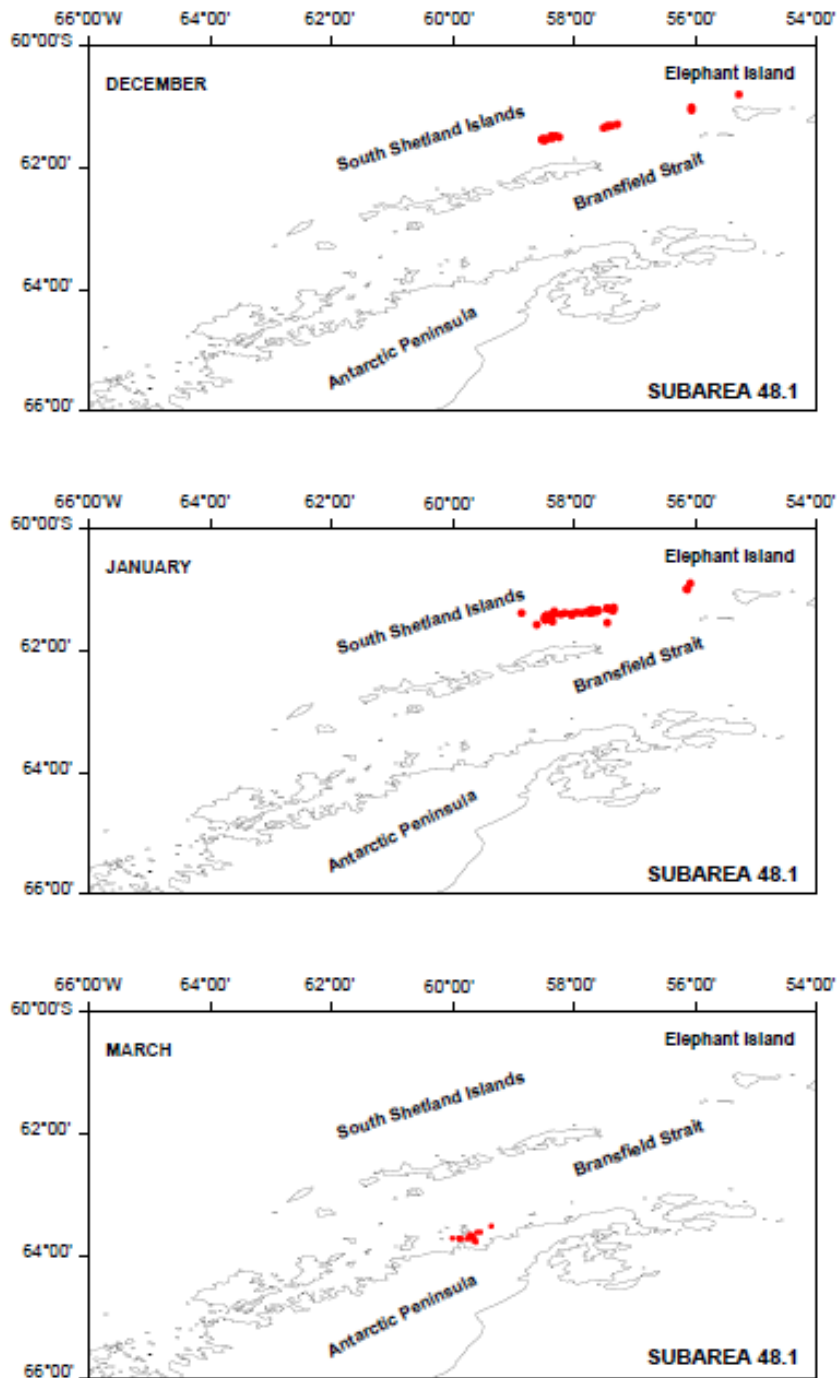 66°00'W 64°00' 62°00' 60°00' 58°00' 56°00' 54°00'
60°00'S
DECEMBER
Elephant Island
South Shetland Islands
62°00'
Bransfield Strait
64°00'
Antarctic Peninsula
66°00'
SUBAREA 48.1
66°00'W 64°00' 62°00' 60°00' 58°00' 56°00' 54°00'
60°00'S
JANUARY
Elephant Island
South Shetland Islands
62°00'
Bransfield Strait
64°00'
Antarctic Peninsula
66°00'
SUBAREA 48.1
66°00'W 64°00' 62°00' 60°00' 58°00' 56°00' 54°00'
60°00'S
MARCH
Elephant Island
South Shetland Islands
62°00'
Bransfield Strait
64°00'
Antarctic Peninsula
66°00'
SUBAREA 48.1